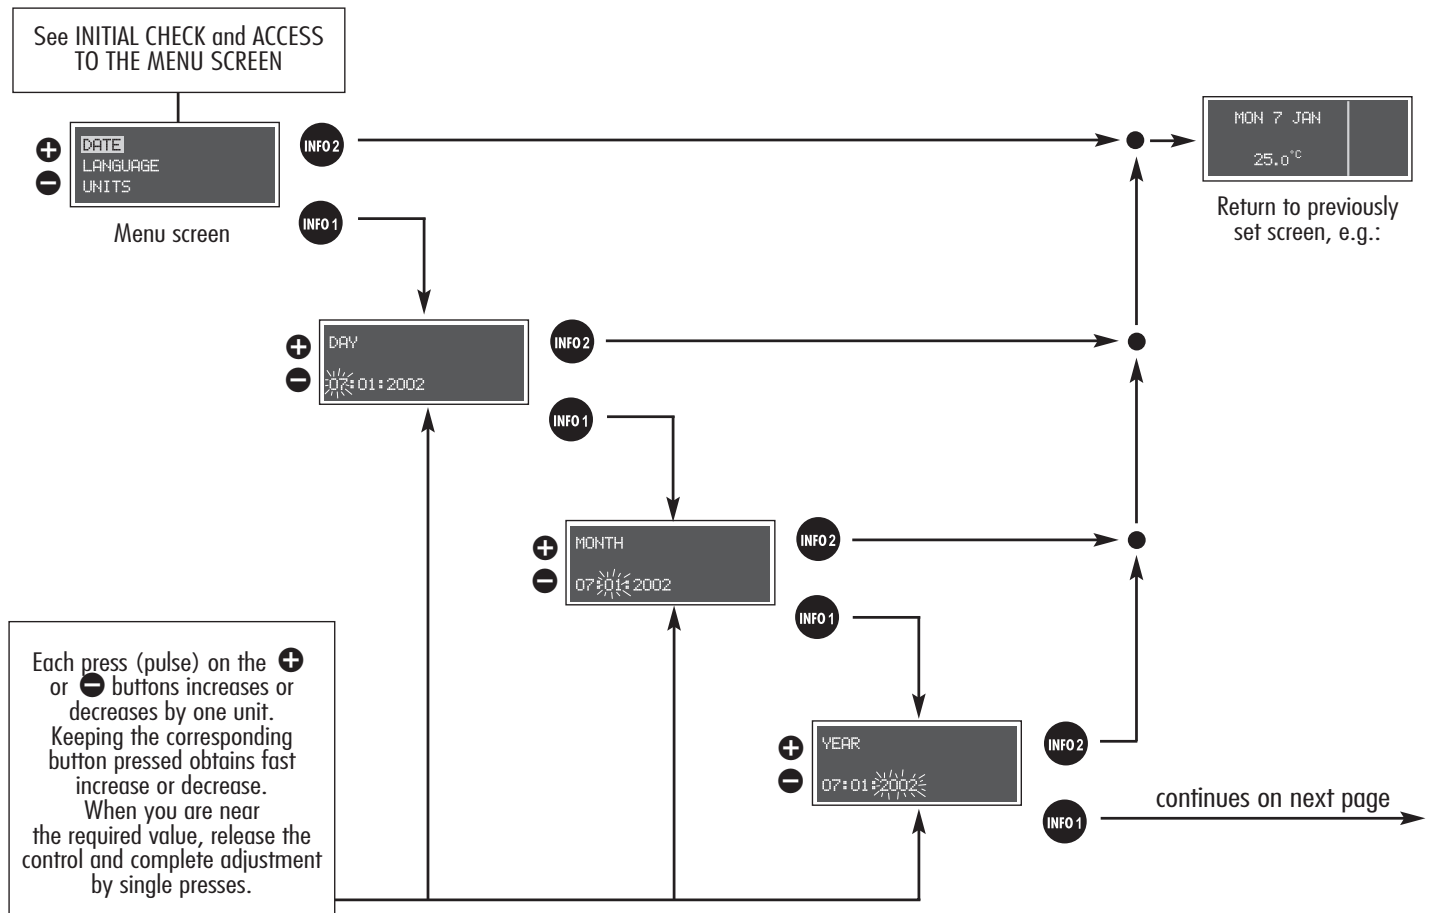 See INITIAL CHECK and ACCESS
TO THE MENU SCREEN
DATE
LANGUAGE
UNITS
Menu screen
INFO 2
INFO 1
MON 7 JAN
25.0°C
Return to previously
set screen, e.g.:
DAY
07:01:2002
INFO 2
INFO 1
MONTH
07:01:2002
INFO 2
INFO 1
YEAR
07:01:2002
INFO 2
INFO 1
continues on next page
Each press (pulse) on the +
or - buttons increases or
decreases by one unit.
Keeping the corresponding
button pressed obtains fast
increase or decrease.
When you are near
the required value, release the
control and complete adjustment
by single presses.